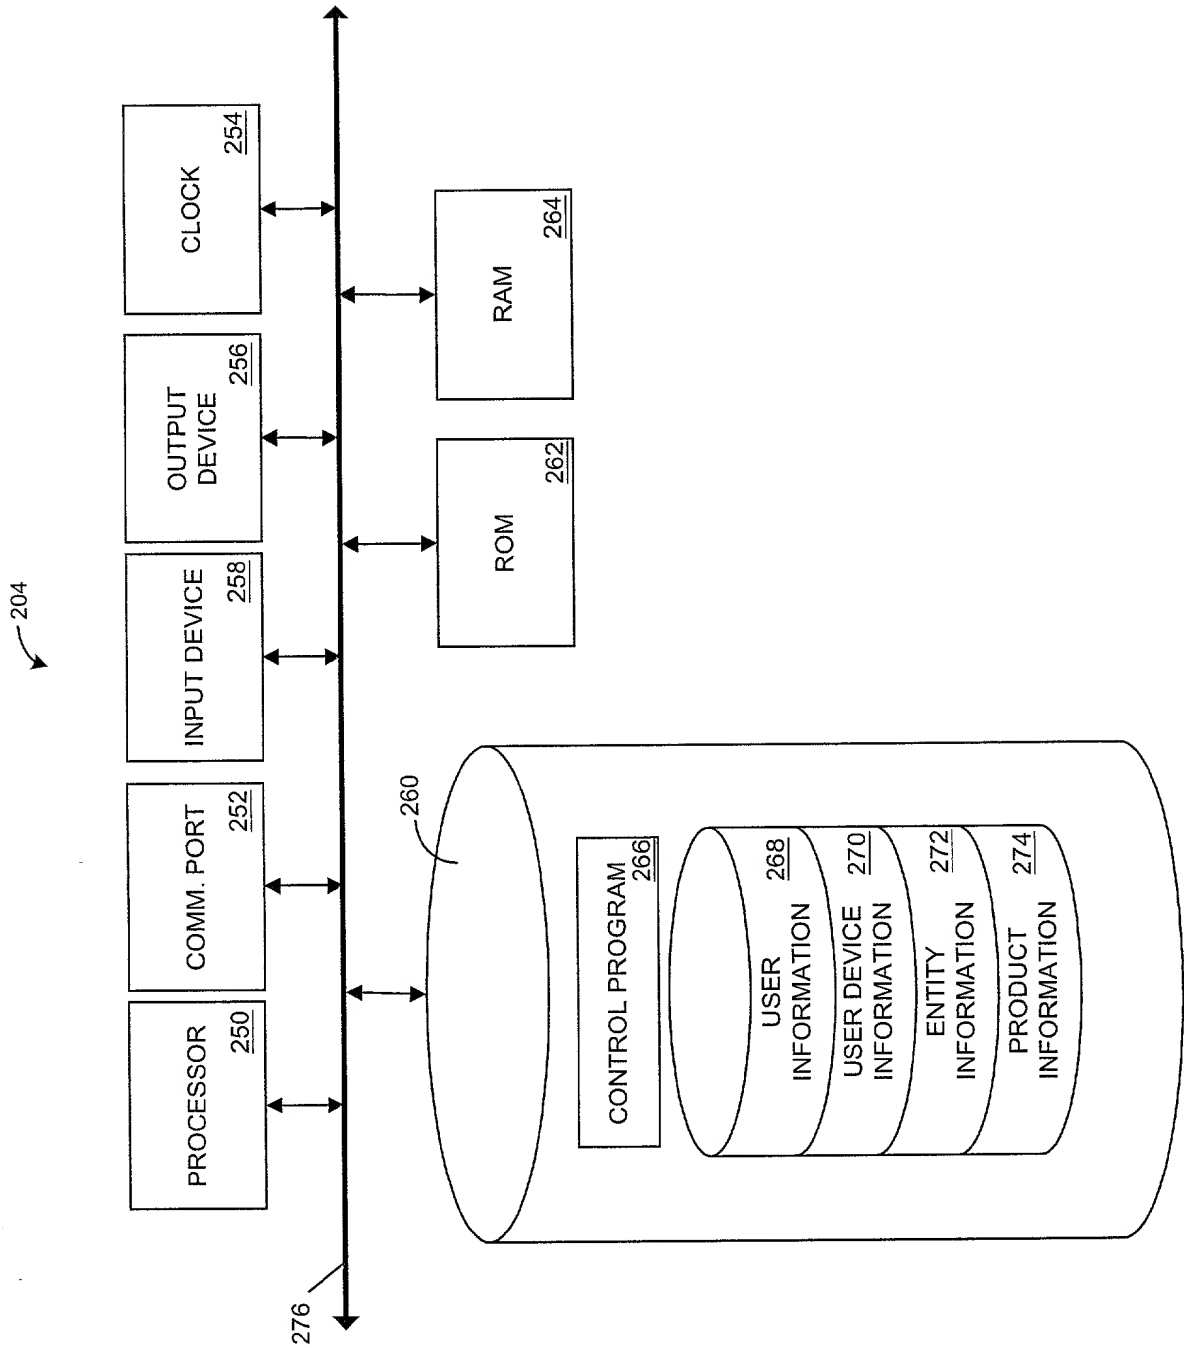 204
PROCESSOR
250
COMM. PORT
252
INPUT DEVICE
258
OUTPUT
DEVICE
256
CLOCK
254
276
260
ROM
262
RAM
264
CONTROL PROGRAM
266
USER
INFORMATION
268
USER DEVICE
INFORMATION
270
ENTITY
INFORMATION
272
PRODUCT
INFORMATION
274